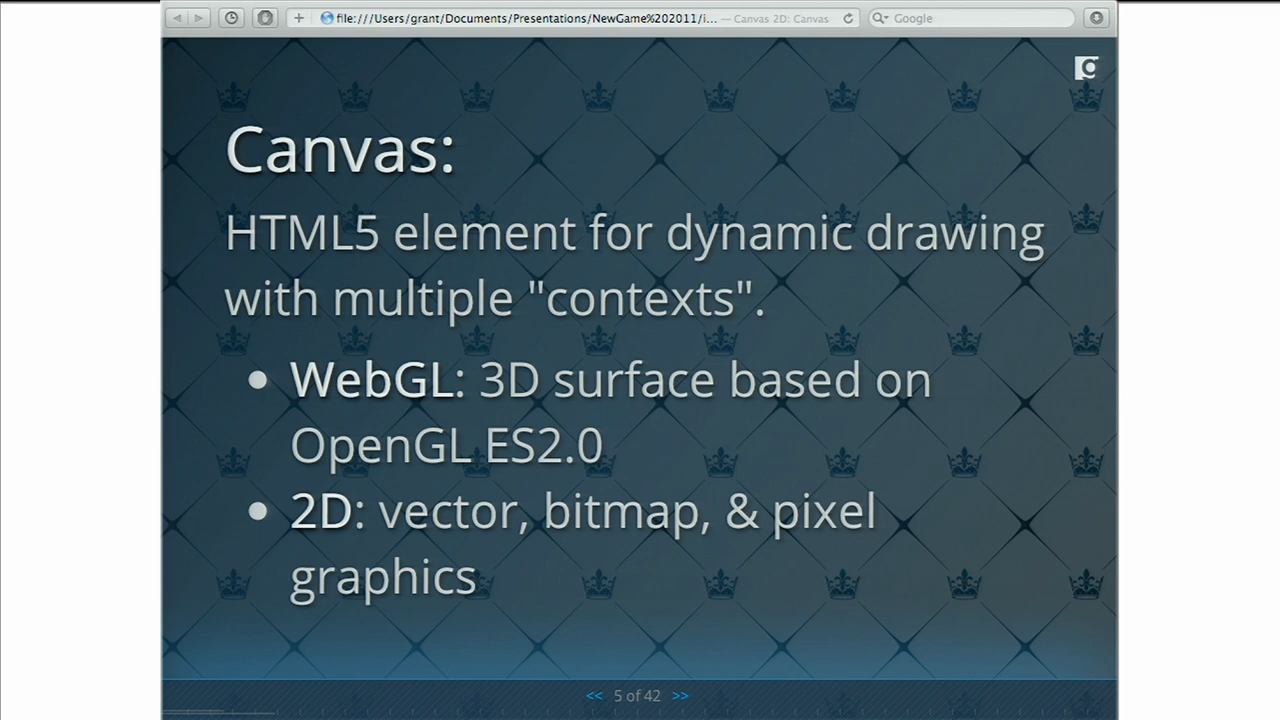 file:///Users/grant/Documents/Presentations/NewGame%202011/i... — Canvas 2D: Canvas
Google
g
Canvas:
HTML5 element for dynamic drawing
with multiple "contexts".
• WebGL: 3D surface based on
OpenGL ES2.0
• 2D: vector, bitmap, & pixel
graphics
<< 5 of 42 >>